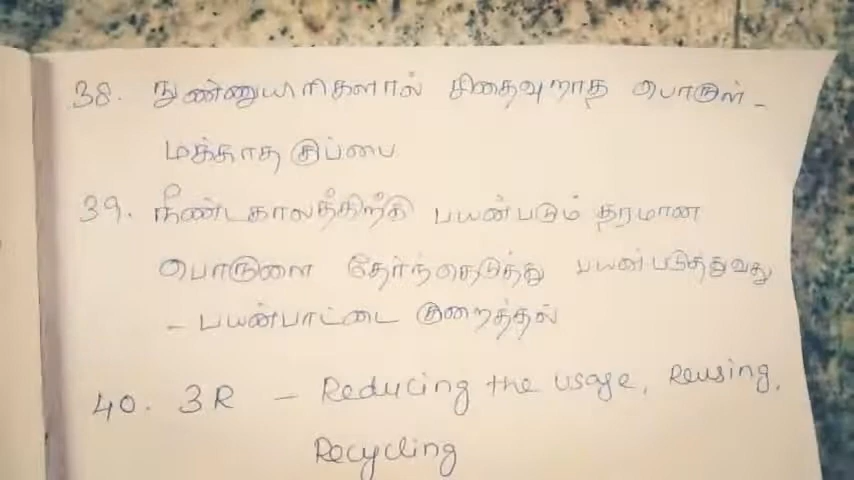 38. நுண்ணுயிரிகளால் சிதைவுறாத பொருள் -
மக்காத குப்பை
39. நீண்டகாலத்திற்கு பயன்படும் தரமான
பொருளை தேர்ந்தெடுத்து பயன்படுத்துவது
- பயன்பாட்டை குறைத்தல்
40. 3R - Reducing the usage, Reusing,
Recycling